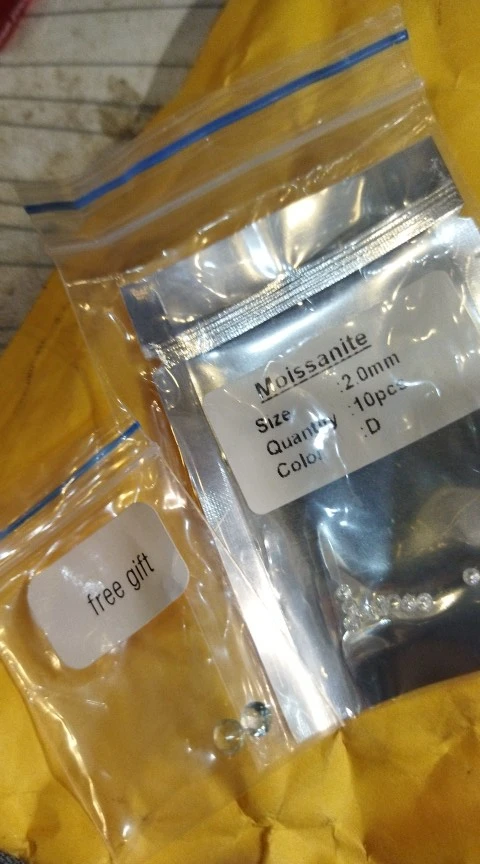 Moissanite
Size :2.0mm
Quantity :10pcs
Color :D
free gift